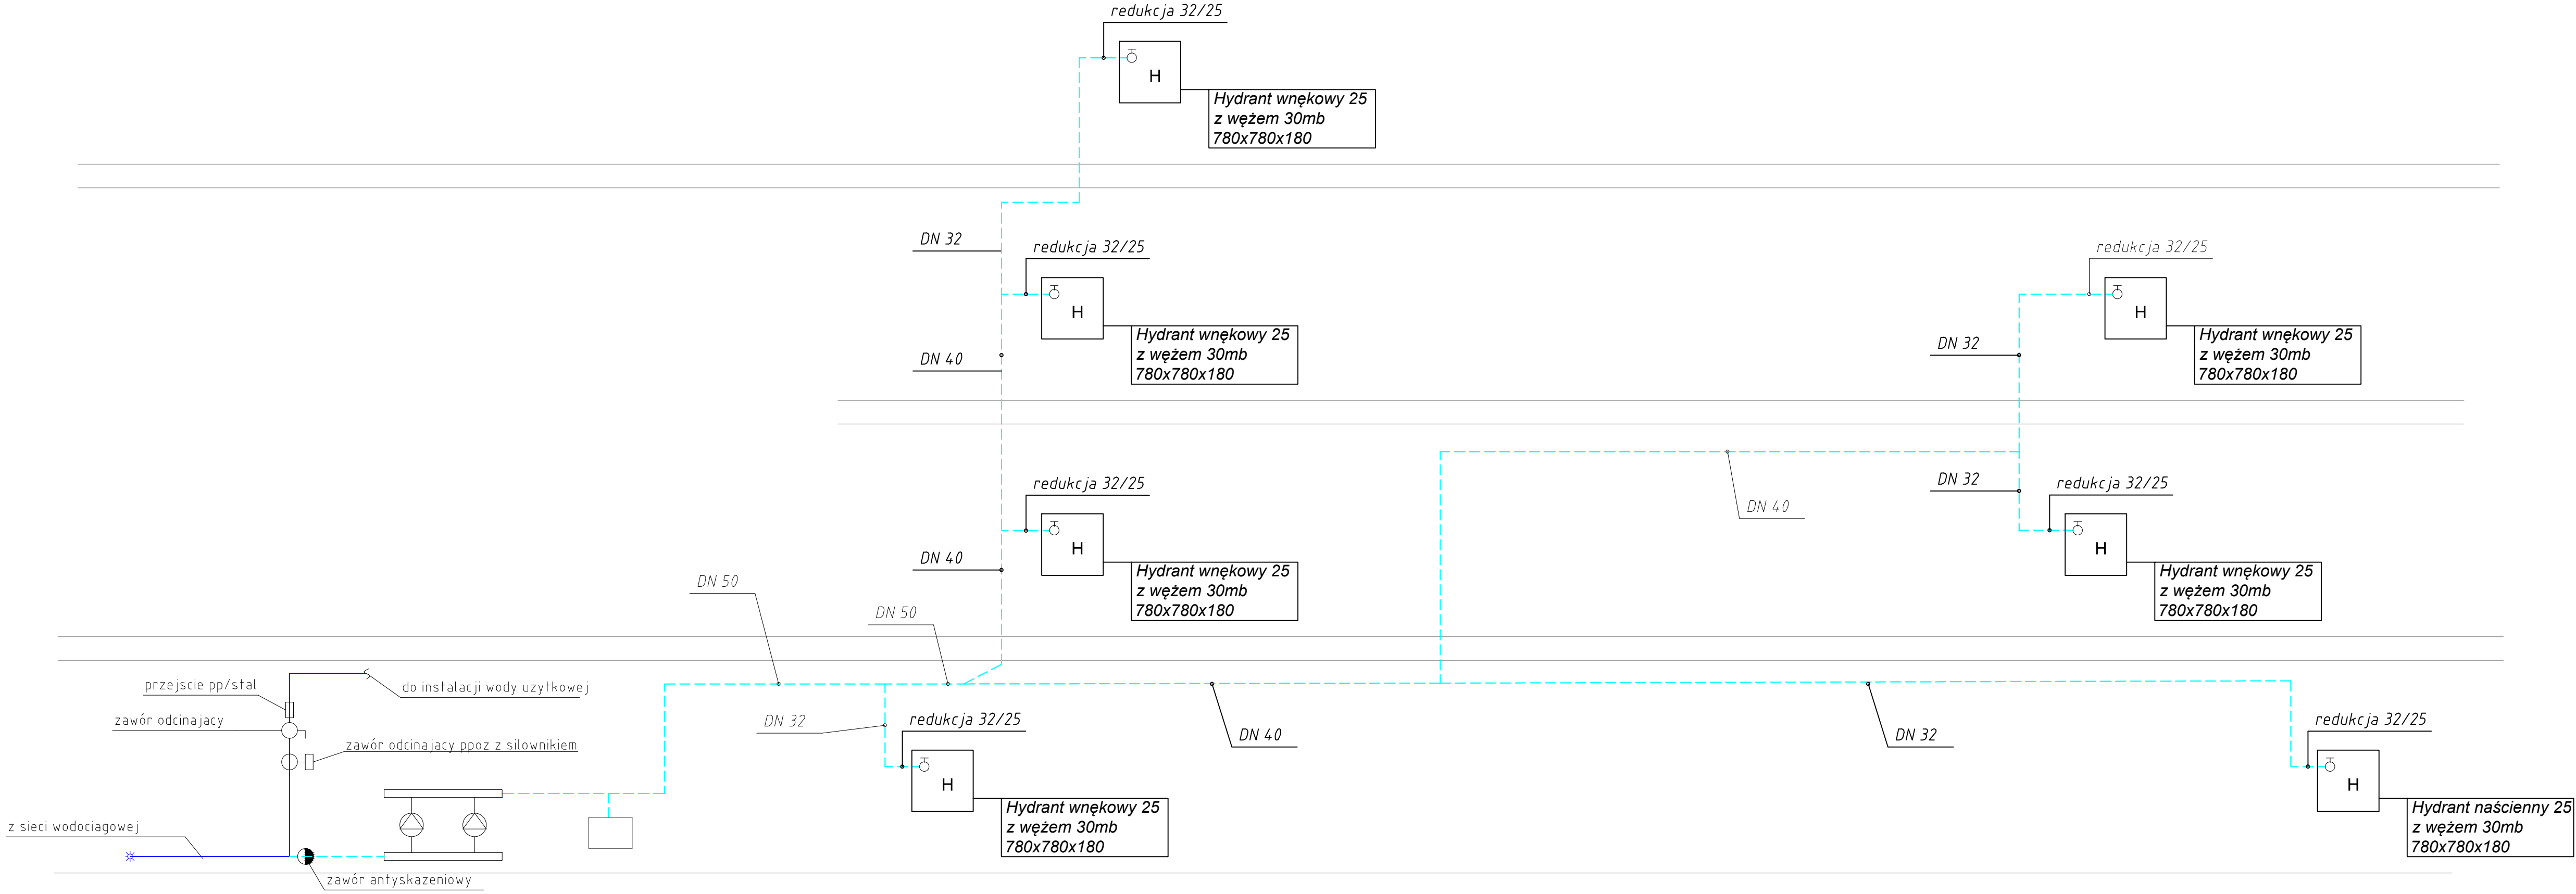 redukcja 32/25
H
Hydrant wnękowy 25
z wężem 30mb
780x780x180
DN 32
redukcja 32/25
H
Hydrant wnękowy 25
z wężem 30mb
780x780x180
DN 40
redukcja 32/25
H
Hydrant wnękowy 25
z wężem 30mb
780x780x180
DN 32
redukcja 32/25
H
Hydrant wnękowy 25
z wężem 30mb
780x780x180
DN 40
DN 40
DN 32
redukcja 32/25
H
Hydrant wnękowy 25
z wężem 30mb
780x780x180
DN 50
DN 50
przejscie pp/stal
do instalacji wody uzytkowej
zawór odcinajacy
zawór odcinajacy ppoz z silownikiem
z sieci wodociagowej
zawór antyskazeniowy
DN 32
redukcja 32/25
H
Hydrant wnękowy 25
z wężem 30mb
780x780x180
DN 40
DN 32
redukcja 32/25
H
Hydrant naścienny 25
z wężem 30mb
780x780x180